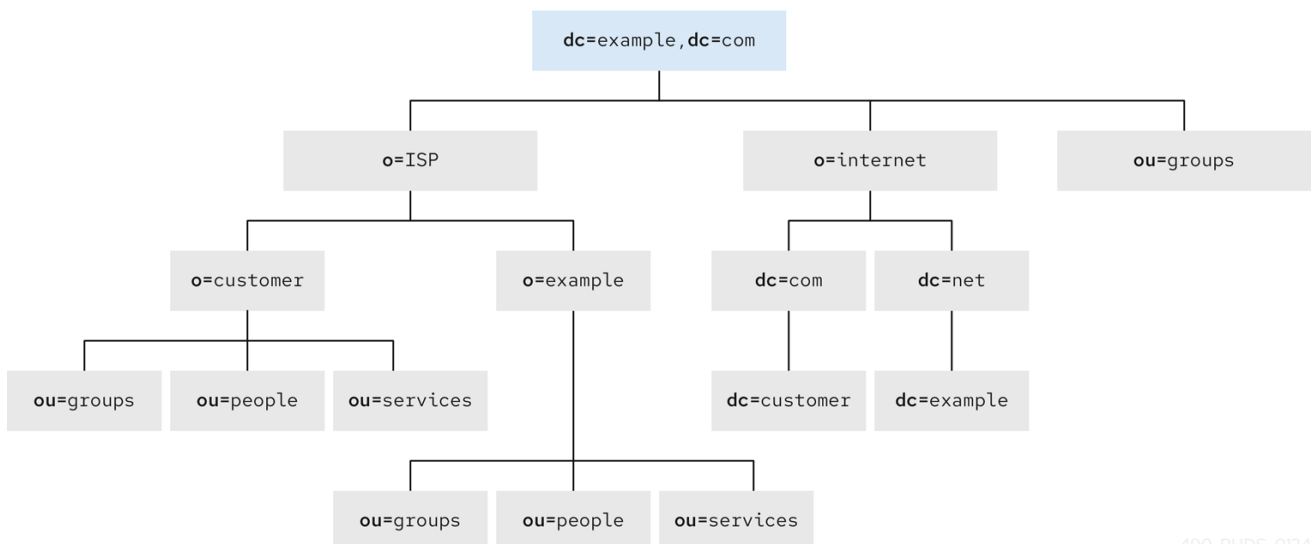 dc=example,dc=com
o=ISP
o=internet
ou=groups
o=customer
o=example
dc=com
dc=net
ou=groups
ou=people
ou=services
dc=customer
dc=example
ou=groups
ou=people
ou=services